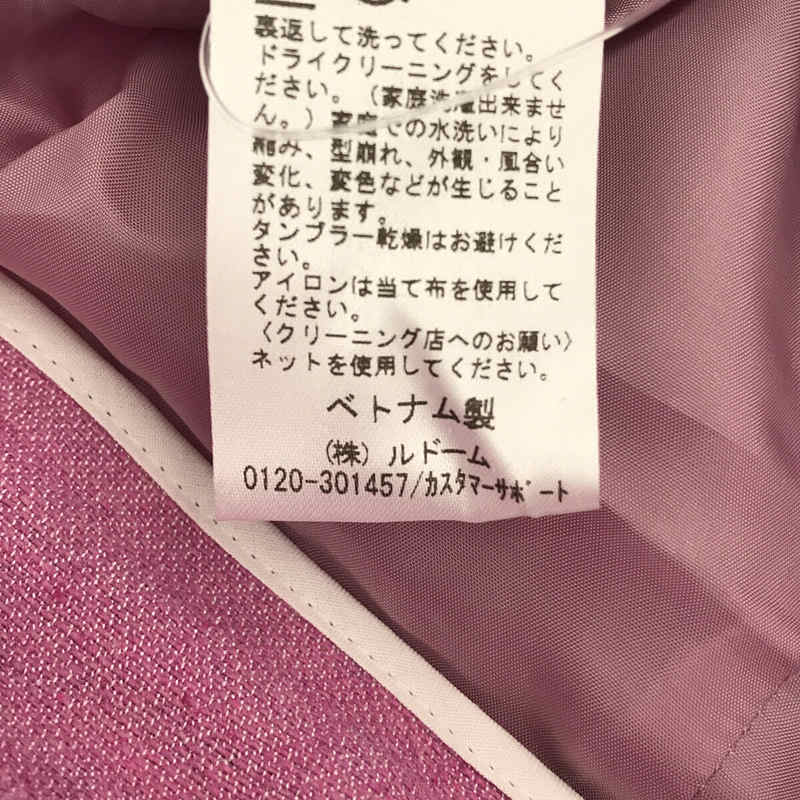 裏返して洗ってください。
ドライクリーニングをしてく
ださい。（家庭洗濯出来ませ
ん。）家庭での水洗いにより
縮み、型崩れ、外観・風合い
変化、変色などが生じること
があります。
タンブラー乾燥はお避けくだ
さい。
アイロンは当て布を使用して
ください。
〈クリーニング店へのお願い〉
ネットを使用してください。
ベトナム製
（株）ルドーム
0120-301457/カスタマーサポート